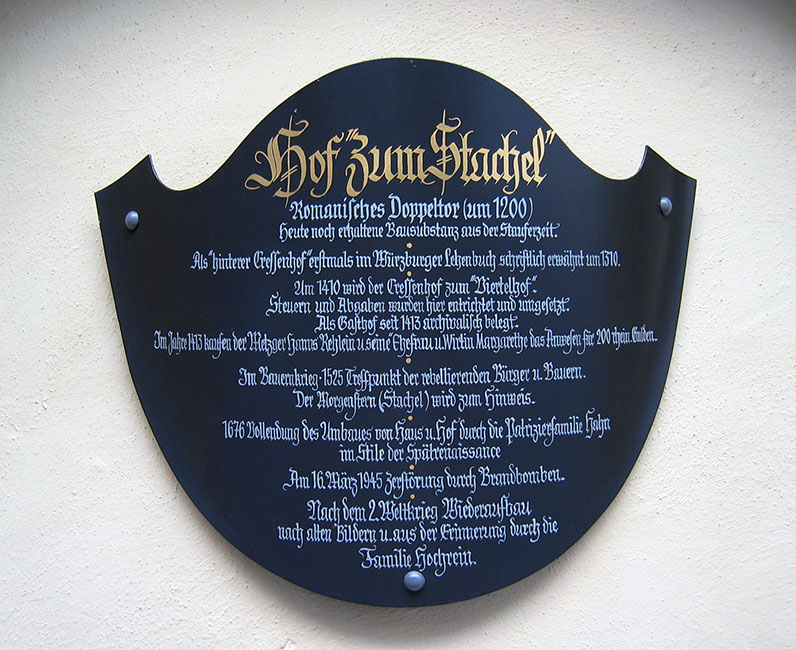 Hof "Zum Stachel"
Romanisches Doppeltor (um 1200)
Heute noch erhaltene Bausubstanz aus der Stauferzeit.
Als "hinterer Cressenhof" erstmals im Würzburger Lehenbuch schriftlich erwähnt um 1310.
Um 1410 wird der Cressenhof zum "Viertelhof".
Steuern und Abgaben wurden hier entrichtet und umgesetzt.
Als Gasthof seit 1413 archivalisch belegt.
Im Jahre 1413 kaufen der Metzger Hanns Rehlein u. seine Ehefrau u. Wirtin Margarethe das Anwesen für 200 rhein. Gulden.
Im Bauernkrieg · 1525 Treffpunkt der rebellierenden Bürger u. Bauern.
Der Morgenstern (Stachel) wird zum Hinweis.
1676 Vollendung des Umbaues von Haus u. Hof durch die Patrizierfamilie Hahn
im Stile der Spätrenaissance
Am 16. März 1945 Zerstörung durch Brandbomben.
Nach dem 2. Weltkrieg Wiederaufbau
nach alten Bildern u. aus der Erinnerung durch die
Familie Hochrein.